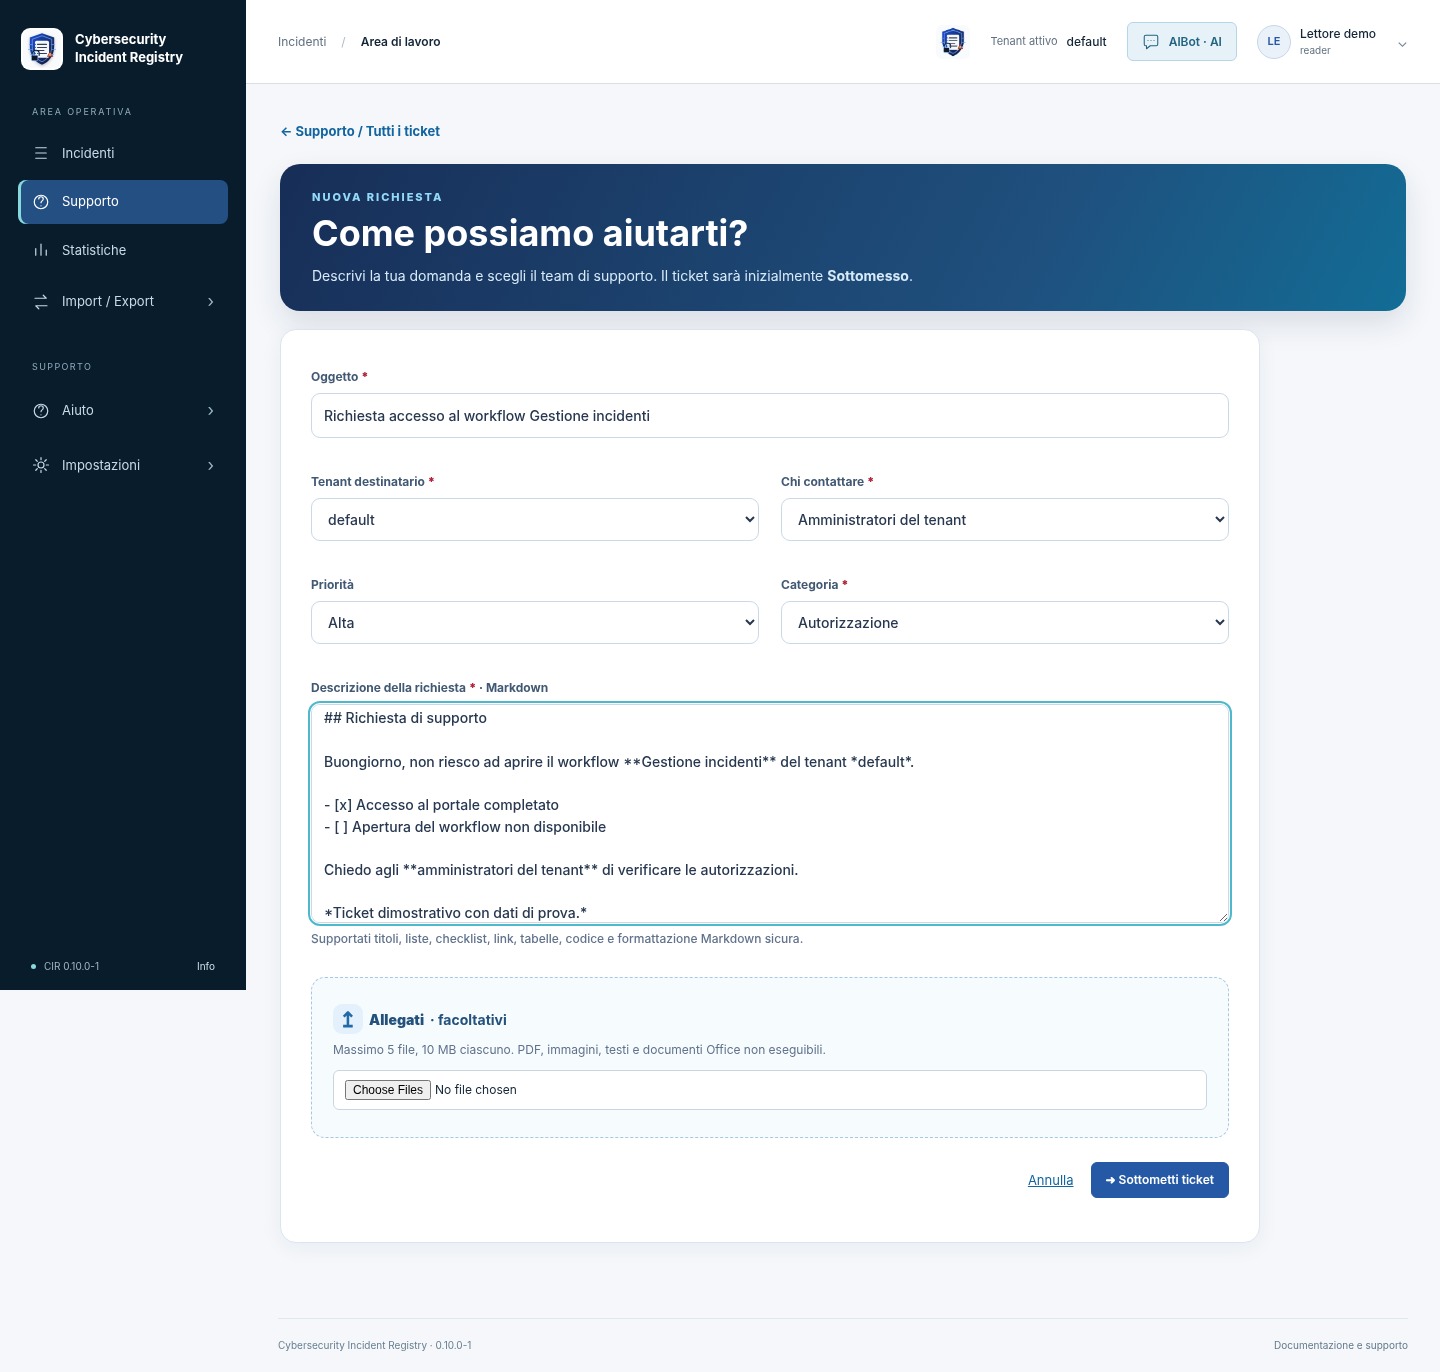 Cybersecurity
Incident Registry
AREA OPERATIVA
Incidenti
Supporto
Statistiche
Import / Export
SUPPORTO
Aiuto
Impostazioni
CIR 0.10.0-1
Info
Incidenti / Area di lavoro
Tenant attivo default
AIBot · AI
LE
Lettore demo
reader
← Supporto / Tutti i ticket
NUOVA RICHIESTA
Come possiamo aiutarti?
Descrivi la tua domanda e scegli il team di supporto. Il ticket sarà inizialmente Sottomesso.
Oggetto *
Richiesta accesso al workflow Gestione incidenti
Tenant destinatario *
default
Chi contattare *
Amministratori del tenant
Priorità
Alta
Categoria *
Autorizzazione
Descrizione della richiesta * · Markdown
## Richiesta di supporto
Buongiorno, non riesco ad aprire il workflow **Gestione incidenti** del tenant *default*.
- [x] Accesso al portale completato
- [ ] Apertura del workflow non disponibile
Chiedo agli **amministratori del tenant** di verificare le autorizzazioni.
*Ticket dimostrativo con dati di prova.*
Supportati titoli, liste, checklist, link, tabelle, codice e formattazione Markdown sicura.
↥ Allegati · facoltativi
Massimo 5 file, 10 MB ciascuno. PDF, immagini, testi e documenti Office non eseguibili.
Choose Files No file chosen
Annulla
➜ Sottometti ticket
Cybersecurity Incident Registry · 0.10.0-1
Documentazione e supporto